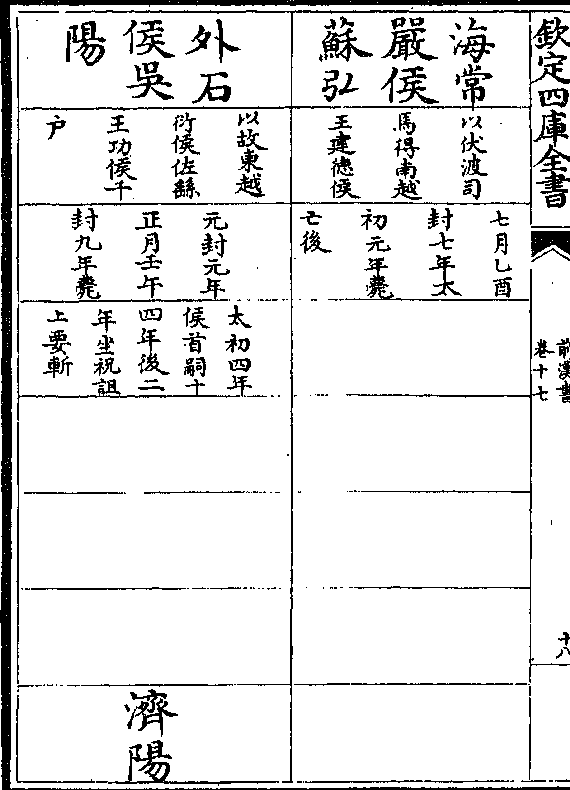 欽定四庫全書
前漢書
卷十七
十八
海常
嚴侯
蘇弘
以伏波司
馬得南越
王建德侯
七月乙酉
封七年太
初元年薨
亡後
外石
侯吳
陽
以故東越
衍侯佐繇
王功侯千
户
元封元年
正月壬午
封九年薨
太初四年
侯首嗣十
四年後二
年坐祝詛
上要斬
濟陽